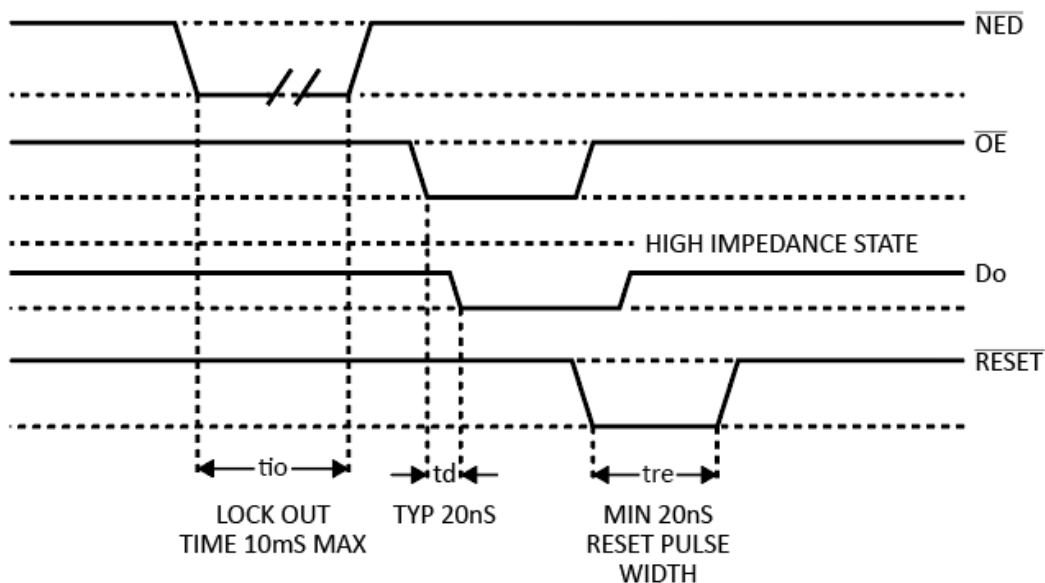 NED
OE
HIGH IMPEDANCE STATE
Do
RESET
tio
td
tre
LOCK OUT
TIME 10mS MAX
TYP 20nS
MIN 20nS
RESET PULSE
WIDTH